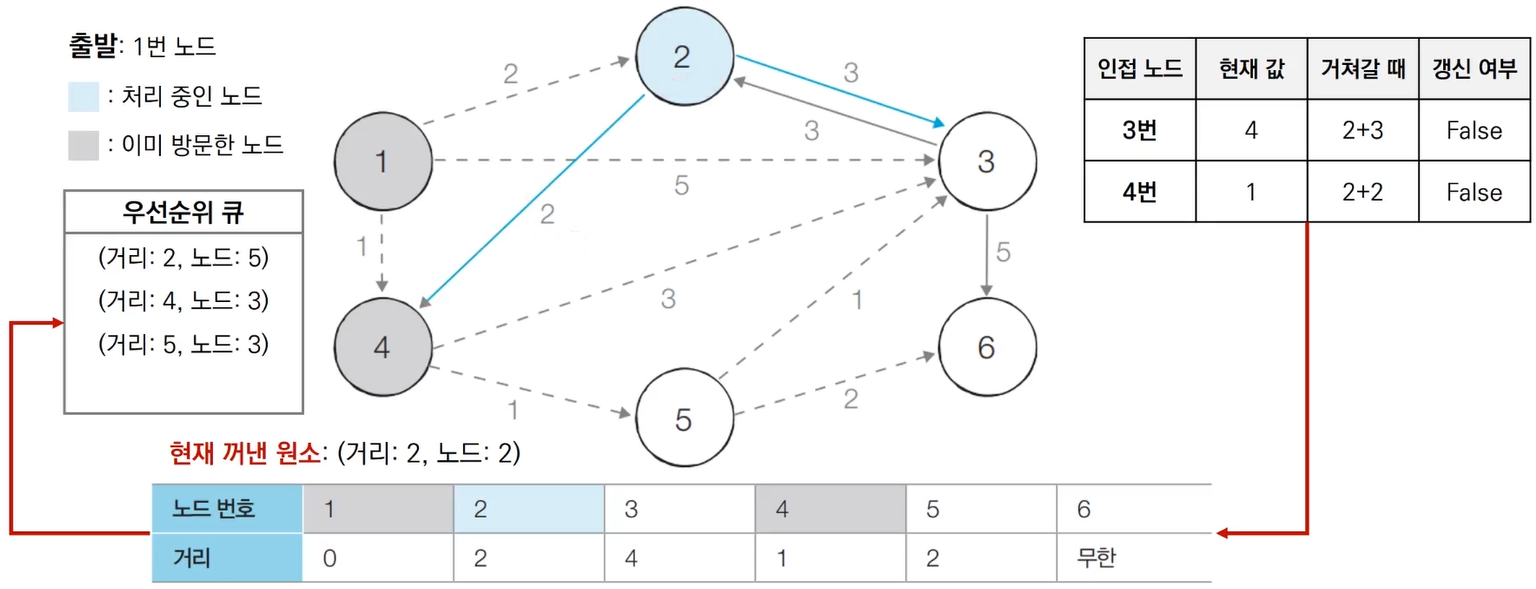 출발: 1번 노드
: 처리 중인 노드
: 이미 방문한 노드
우선순위 큐
(거리: 2, 노드: 5)
(거리: 4, 노드: 3)
(거리: 5, 노드: 3)
1
2
3
4
5
6
2
3
3
5
2
1
3
1
5
1
2
인접 노드 현재 값 거쳐갈 때 갱신 여부
3번 4 2+3 False
4번 1 2+2 False
현재 꺼낸 원소: (거리: 2, 노드: 2)
노드 번호 1 2 3 4 5 6
거리 0 2 4 1 2 무한